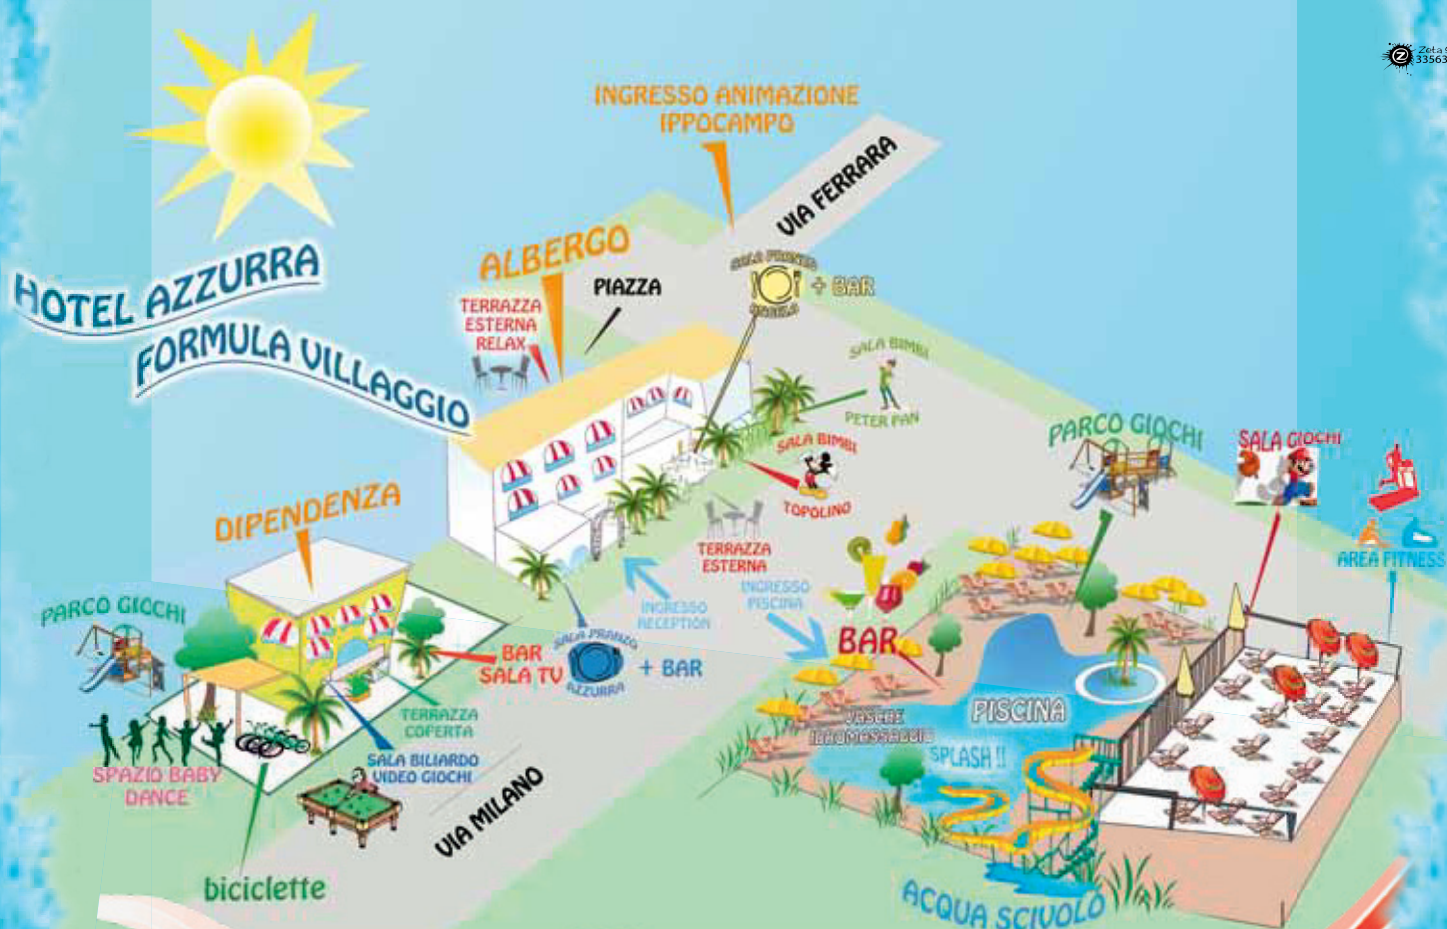 Zeta
33563
INGRESSO ANIMAZIONE
IPPOCAMPO
VIA FERRARA
HOTEL AZZURRA
FORMULA VILLAGGIO
ALBERGO
PIAZZA
TERRAZZA
ESTERNA
RELAX
SALA PRANZO
ANGELO
+ BAR
SALA BIMBI
PETER PAN
SALA BIMBI
TOPOLINO
PARCO GIOCHI
SALA GIOCHI
AREA FITNESS
DIPENDENZA
TERRAZZA
ESTERNA
INGRESSO
PISCINA
INGRESSO
RECEPTION
PARCO GIOCHI
BAR
SALA TV
SALA PRANZO
AZZURRA
+ BAR
BAR
PISCINA
VASCHE
IDROMASSAGGIO
SPLASH !!
TERRAZZA
COPERTA
SALA BILIARDO
VIDEO GIOCHI
SPAZIO BABY
DANCE
VIA MILANO
biciclette
ACQUA SCIVOLO